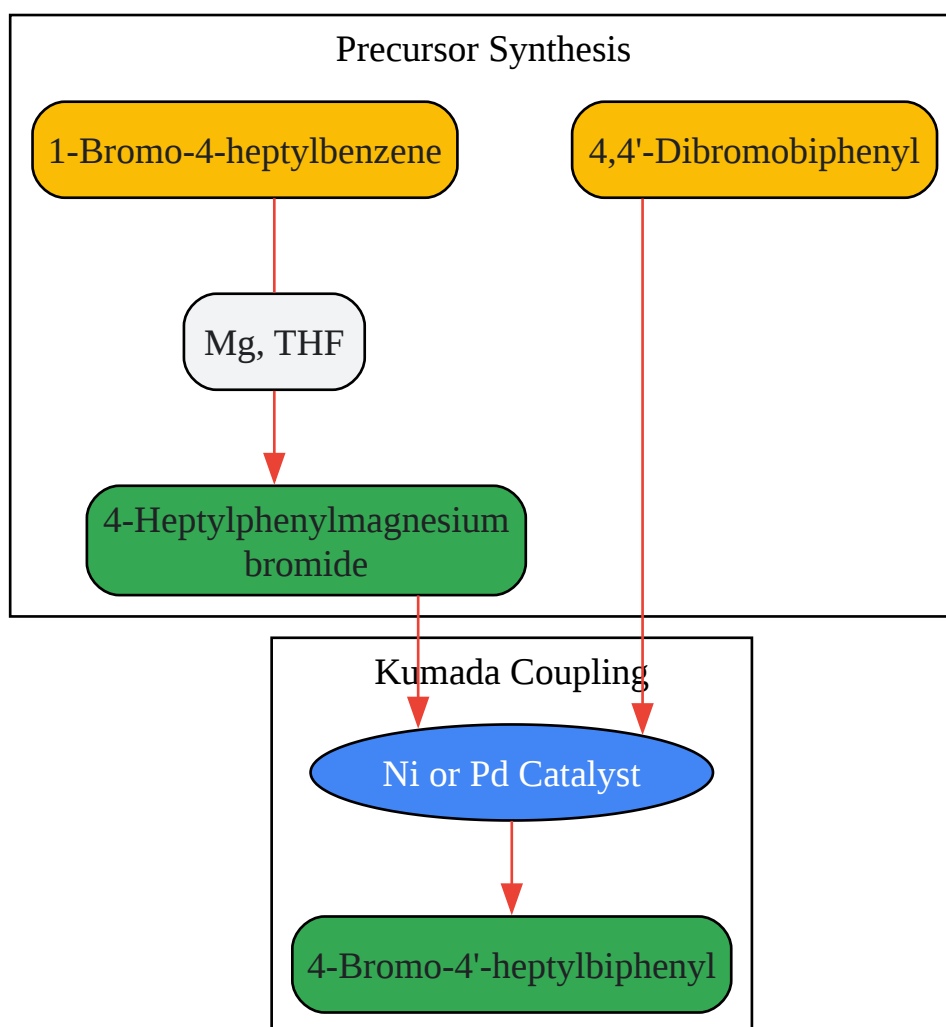 Precursor Synthesis
1-Bromo-4-heptylbenzene
4,4'-Dibromobiphenyl
Mg, THF
4-Heptylphenylmagnesium
bromide
Kumada Coupling
Ni or Pd Catalyst
4-Bromo-4'-heptylbiphenyl